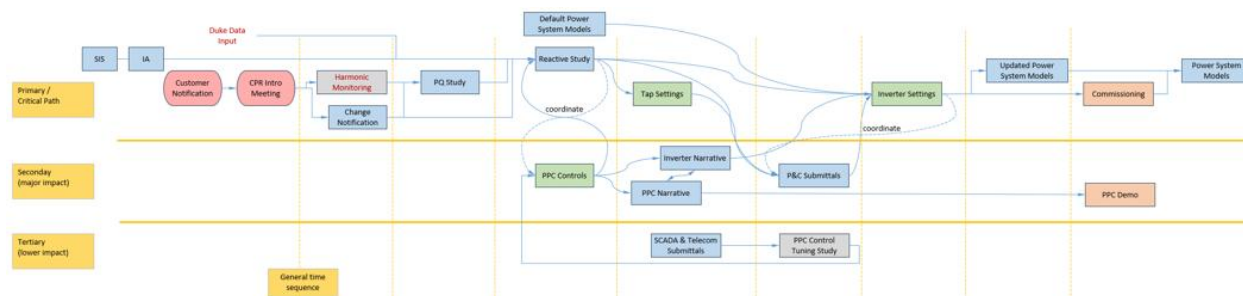 Duke Data
Input
Default Power
System Models
SIS
IA
Reactive Study
Updated Power
System Models
Power System
Models
Customer
Notification
CPR Intro
Meeting
Harmonic
Monitoring
PQ Study
Primary /
Critical Path
Tap Settings
Inverter Settings
Commissioning
coordinate
Change
Notification
coordinate
Inverter Narrative
Seconday
(major impact)
PPC Controls
P&C Submittals
PPC Narrative
PPC Demo
Tertiary
(lower impact)
SCADA & Telecom
Submittals
PPC Control
Tuning Study
General time
sequence